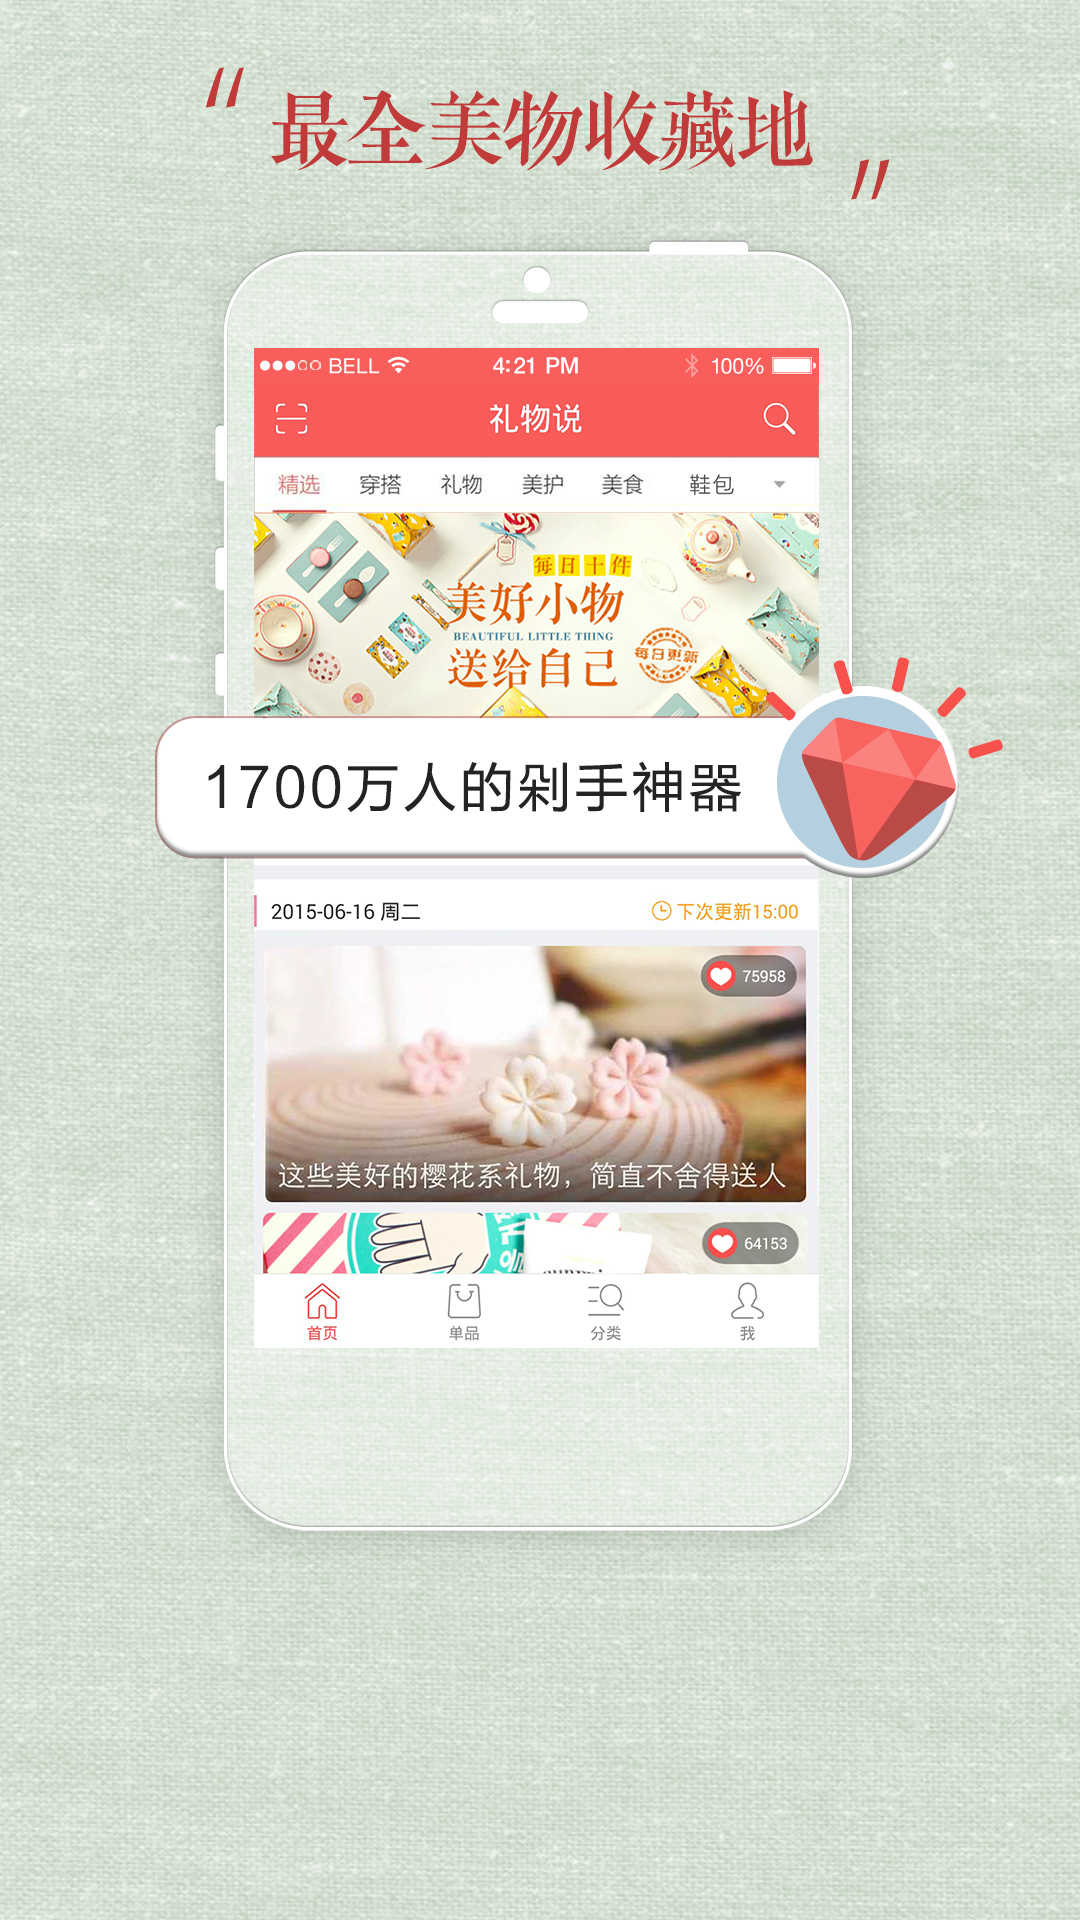 "最全美物收藏地"
BELL 4:21 PM 100%
礼物说
精选 穿搭 礼物 美护 美食 鞋包
每日十件
美好小物
BEAUTIFUL LITTLE THING
送给自己
每日更新
1700万人的剁手神器
2015-06-16 周二 下次更新15:00
75958
这些美好的樱花系礼物，简直不舍得送人
64153
首页 单品 分类 我